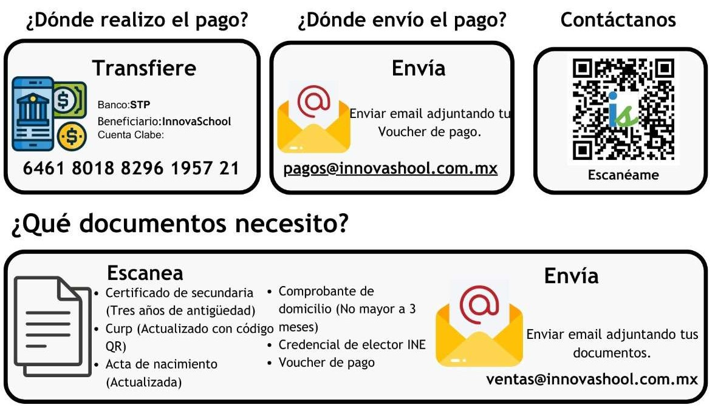 ¿Dónde realizo el pago?
Transfiere
Banco:STP
Beneficiario:InnovaSchool
Cuenta Clabe:
6461 8018 8296 1957 21
¿Dónde envío el pago?
Envía
Enviar email adjuntando tu
Voucher de pago.
pagos@innovashool.com.mx
Contáctanos
is
Escanéame
¿Qué documentos necesito?
Escanea
Certificado de secundaria
(Tres años de antigüedad)
Curp (Actualizado con código
QR)
Acta de nacimiento
(Actualizada)
Comprobante de
domicilio (No mayor a 3
meses)
Credencial de elector INE
Voucher de pago
Envía
Enviar email adjuntando tus
documentos.
ventas@innovashool.com.mx